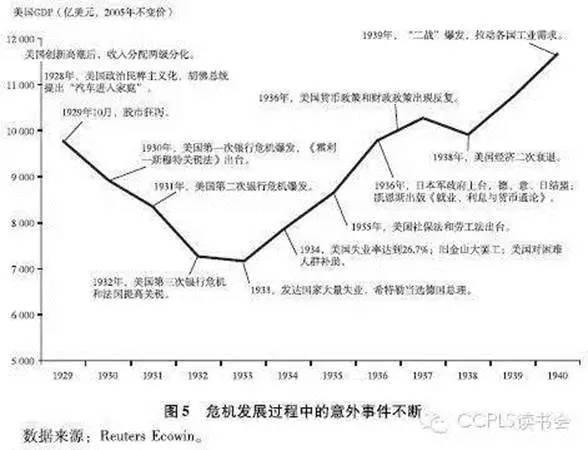 美国GDP(亿美元,2005年不变价)
12 000
11 000
10 000
9 000
8 000
7 000
6 000
5 000
美国创新高潮后,收入分配两级分化。
1928年,美国政治民粹主义化,胡佛总统
提出“汽车进入家庭”。
1929年10月,股市狂泻。
1930年,美国第一次银行危机爆发,《霍利
—斯穆特关税法》出台。
1931年,美国第二次银行危机爆发。
1932年,美国第三次银行危机
和法国提高关税。
1933,发达国家大量失业,希特勒当选德国总理。
1934,美国失业率达到26.7%;旧金山大罢工;美国对困难
人群补助。
1935年,美国社保法和劳工法出台。
1936年,日本军政府上台,德、意、日结盟;
凯恩斯出版《就业、利息与货币通论》。
1936年,美国货币政策和财政政策出现反复。
1938年,美国经济二次衰退。
1939年,“二战”爆发,拉动各国工业需求。
1929 1930 1931 1932 1933 1934 1935 1936 1937 1938 1939 1940
图5 危机发展过程中的意外事件不断
数据来源:Reuters Ecowin。
CCPLS读书会